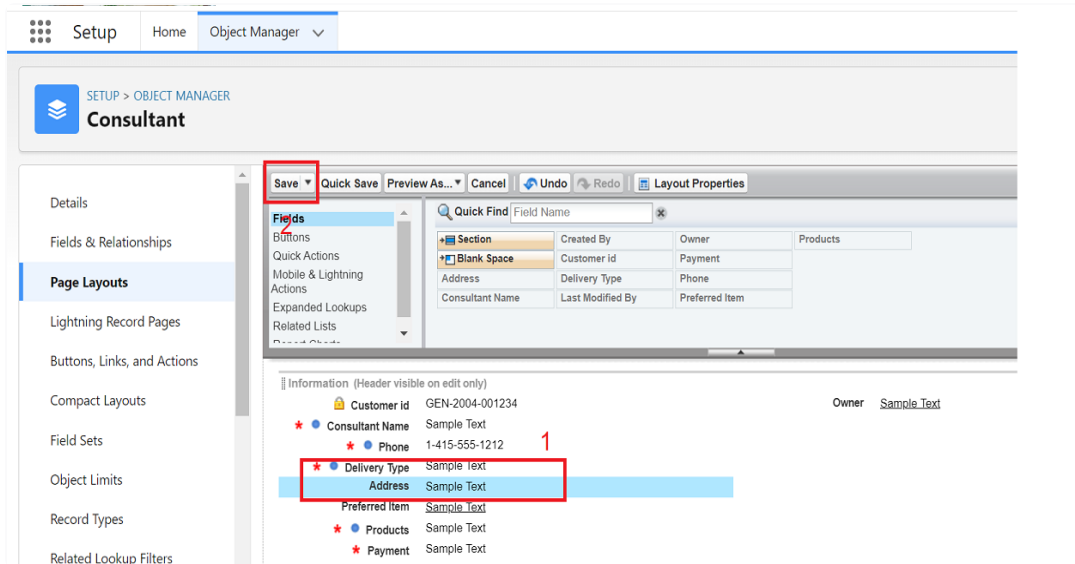 Setup Home Object Manager
SETUP > OBJECT MANAGER
Consultant
Details
Fields & Relationships
Page Layouts
Lightning Record Pages
Buttons, Links, and Actions
Compact Layouts
Field Sets
Object Limits
Record Types
Related Lookup Filters
Save Quick Save Preview As... Cancel Undo Redo Layout Properties
Fields
2
Buttons
Quick Actions
Mobile & Lightning
Actions
Expanded Lookups
Related Lists
Report Charts
Quick Find Field Name
Section Created By Owner Products
Blank Space Customer id Payment
Address Delivery Type Phone
Consultant Name Last Modified By Preferred Item
Information (Header visible on edit only)
Customer id GEN-2004-001234 Owner Sample Text
* Consultant Name Sample Text
* Phone 1-415-555-1212 1
* Delivery Type Sample Text
Address Sample Text
Preferred Item Sample Text
* Products Sample Text
* Payment Sample Text